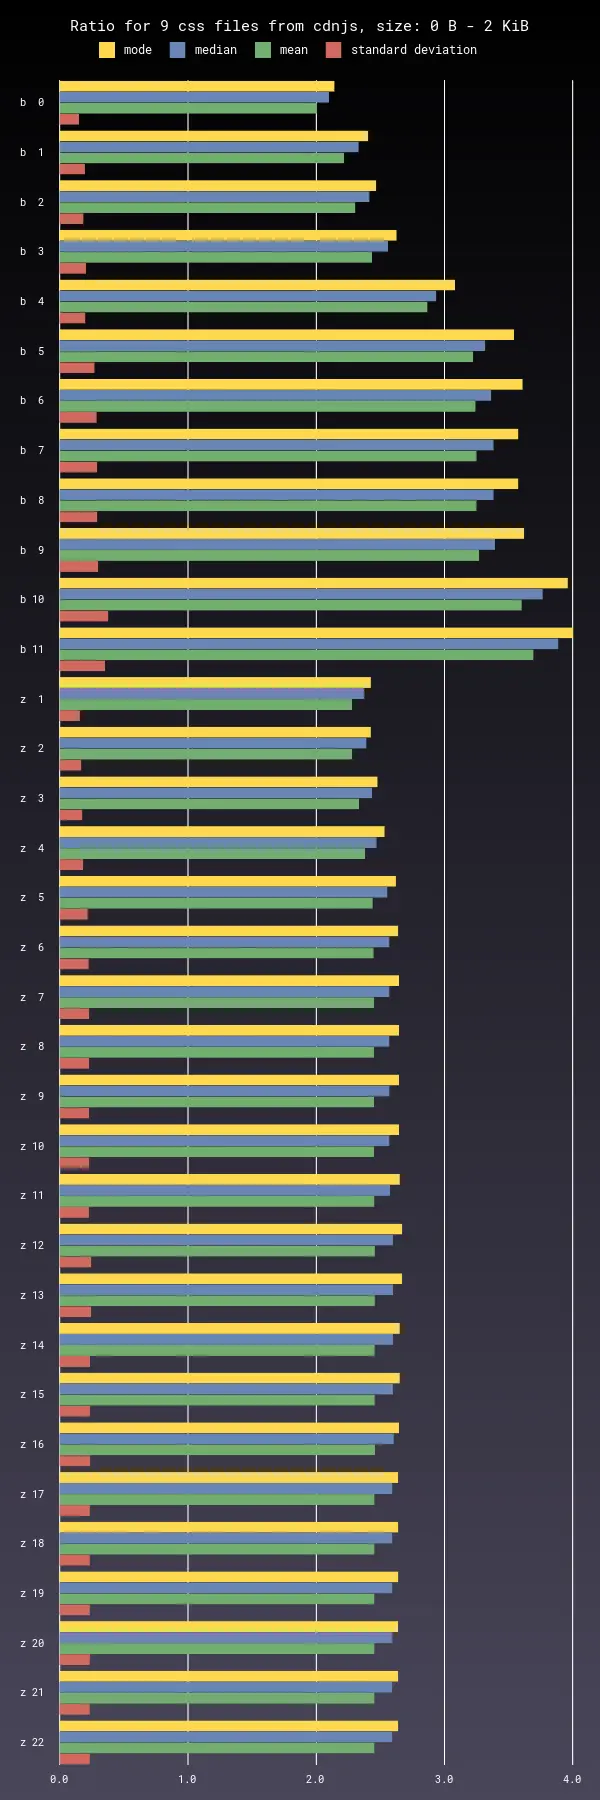 Ratio for 9 css files from cdnjs, size: 0 B - 2 KiB
mode median mean standard deviation
b 0
b 1
b 2
b 3
b 4
b 5
b 6
b 7
b 8
b 9
b 10
b 11
z 1
z 2
z 3
z 4
z 5
z 6
z 7
z 8
z 9
z 10
z 11
z 12
z 13
z 14
z 15
z 16
z 17
z 18
z 19
z 20
z 21
z 22
0.0 1.0 2.0 3.0 4.0